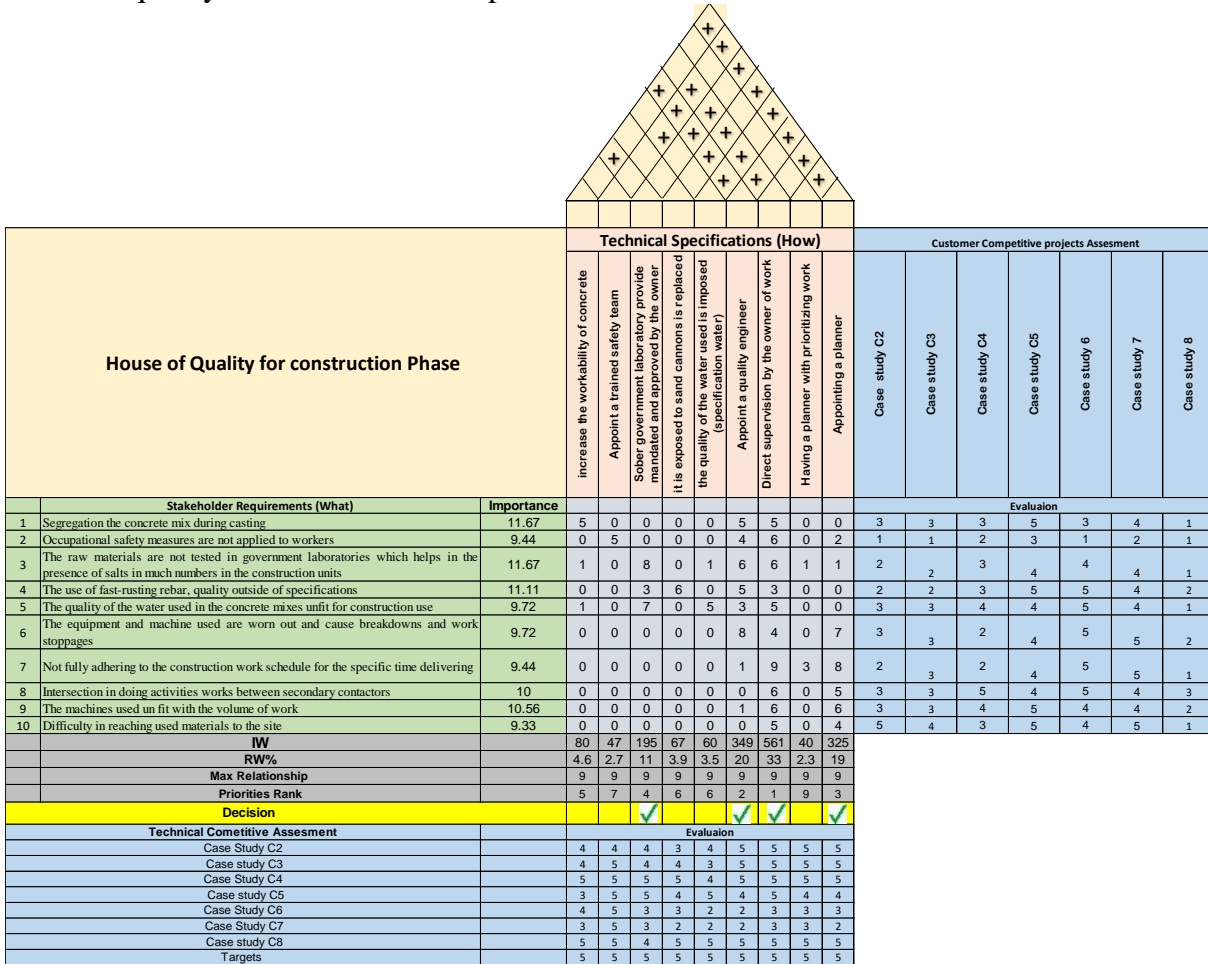 +
+
+
+ + +
+ + +
+ + + + +
+ + + +
+ + +
Technical Specifications (How)
Customer Competitive projects Assesment
House of Quality for construction Phase
increase the workability of concrete
Appoint a trained safety team
Sober government laboratory provide
mandated and approved by the owner
it is exposed to sand cannons is replaced
the quality of the water used is imposed
(specification water)
Appoint a quality engineer
Direct supervision by the owner of work
Having a planner with prioritizing work
Appointing a planner
Case study C2
Case study C3
Case study C4
Case study C5
Case study 6
Case study 7
Case study 8
Stakeholder Requirements (What) Importance Evaluaion
1 Segregation the concrete mix during casting 11.67 5 0 0 0 0 5 5 0 0 3 3 3 5 3 4 1
2 Occupational safety measures are not applied to workers 9.44 0 5 0 0 0 4 6 0 2 1 1 2 3 1 2 1
3 The raw materials are not tested in government laboratories which helps in the
presence of salts in much numbers in the construction units 11.67 1 0 8 0 1 6 6 1 1 2 2 3 4 4 4 1
4 The use of fast-rusting rebar, quality outside of specifications 11.11 0 0 3 6 0 5 3 0 0 2 2 3 5 5 4 2
5 The quality of the water used in the concrete mixes unfit for construction use 9.72 1 0 7 0 5 3 5 0 0 3 3 4 4 5 4 1
6 The equipment and machine used are worn out and cause breakdowns and work
stoppages 9.72 0 0 0 0 0 8 4 0 7 3 3 2 4 5 5 2
7 Not fully adhering to the construction work schedule for the specific time delivering 9.44 0 0 0 0 0 1 9 3 8 2 3 2 4 5 5 1
8 Intersection in doing activities works between secondary contactors 10 0 0 0 0 0 0 6 0 5 3 3 5 4 5 4 3
9 The machines used un fit with the volume of work 10.56 0 0 0 0 0 1 6 0 6 3 3 4 5 4 4 2
10 Difficulty in reaching used materials to the site 9.33 0 0 0 0 0 0 5 0 4 5 4 3 5 4 5 1
IW 80 47 195 67 60 349 561 40 325
RW% 4.6 2.7 11 3.9 3.5 20 33 2.3 19
Max Relationship 9 9 9 9 9 9 9 9 9
Priorities Rank 5 7 4 6 6 2 1 9 3
Decision ✓ ✓ ✓ ✓
Technical Cometitive Assesment Evaluaion
Case Study C2 4 4 4 3 4 5 5 5 5
Case study C3 4 5 4 4 3 5 5 5 5
Case Study C4 5 5 5 5 4 5 5 5 5
Case study C5 3 5 5 4 5 4 5 4 4
Case Study C6 4 5 3 3 2 2 3 3 3
Case Study C7 3 5 3 2 2 2 3 3 2
Case study C8 5 5 4 5 5 5 5 5 5
Targets 5 5 5 5 5 5 5 5 5